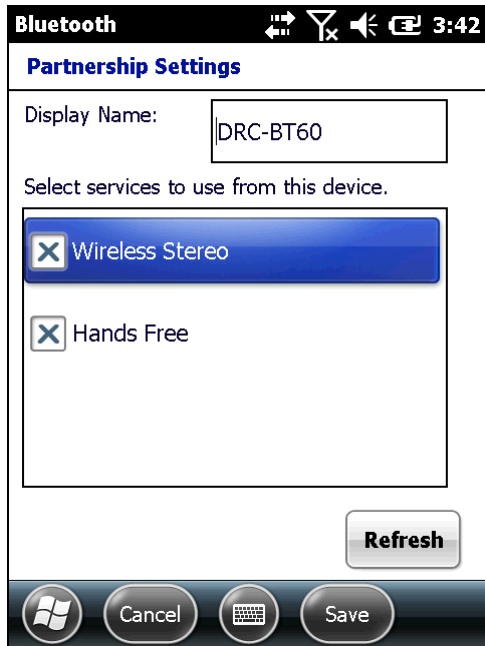 Bluetooth 3:42
Partnership Settings
Display Name: DRC-BT60
Select services to use from this device.
Wireless Stereo
Hands Free
Refresh
Cancel Save